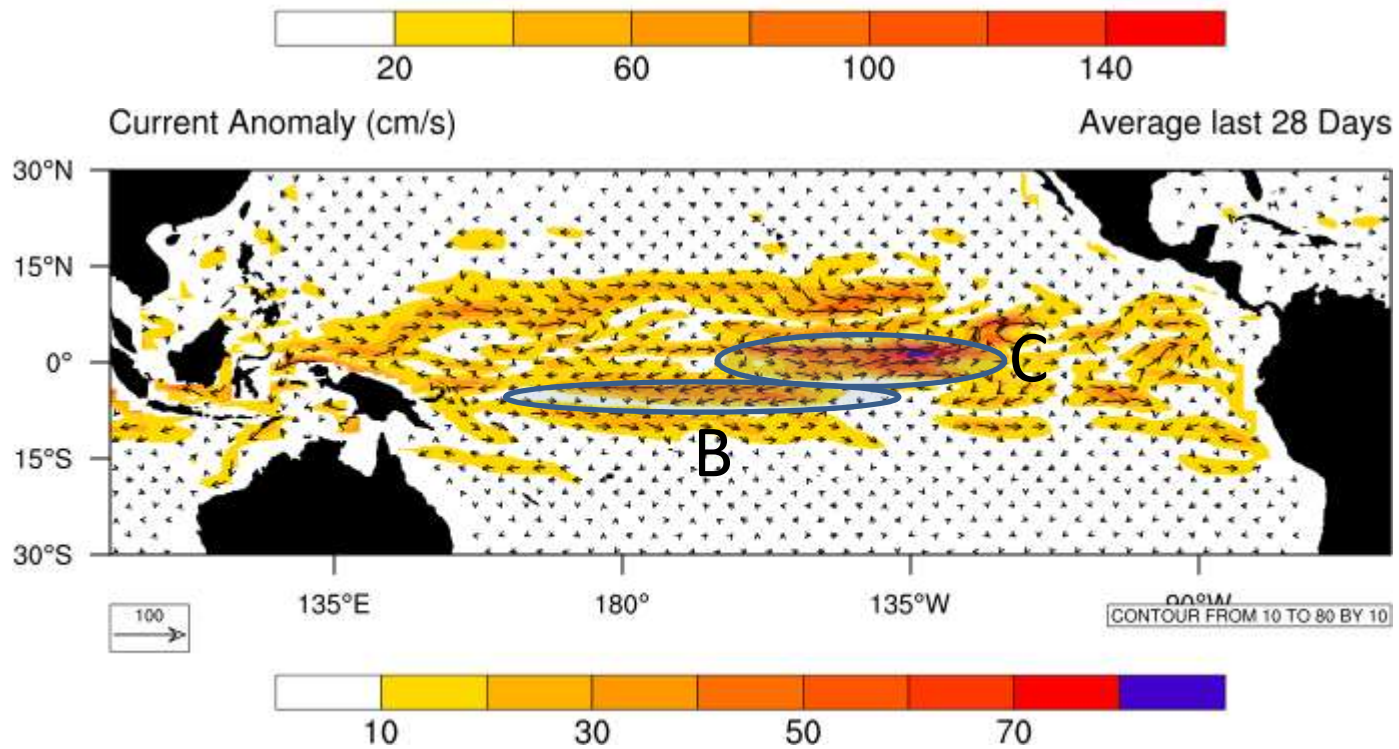 20 60 100 140
Current Anomaly (cm/s) Average last 28 Days
30°N
15°N
0°
15°S
30°S
C
B
135°E 180° 135°W 90°W
100
CONTOUR FROM 10 TO 80 BY 10
10 30 50 70